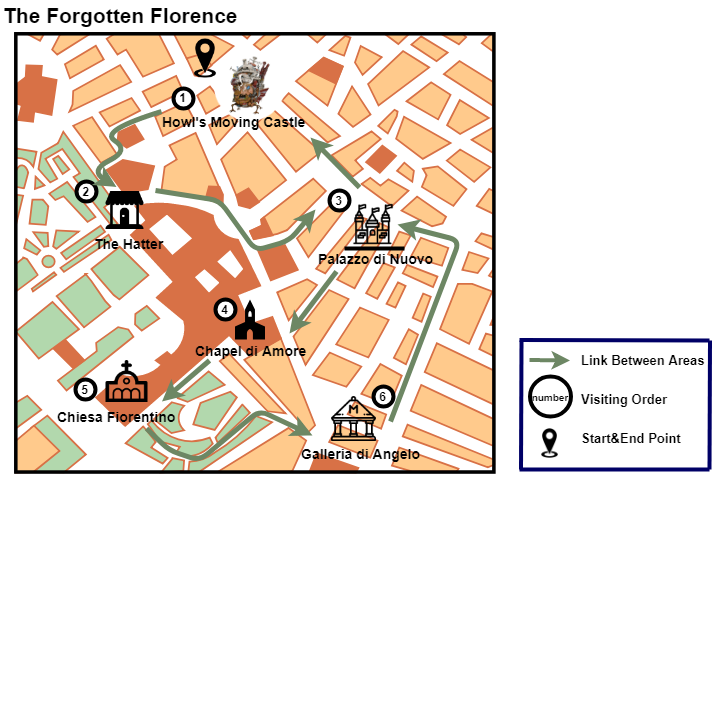 The Forgotten Florence
1
Howl's Moving Castle
2
The Hatter
3
Palazzo di Nuovo
4
Chapel di Amore
5
Chiesa Fiorentino
6
M
Galleria di Angelo
Link Between Areas
number
Visiting Order
Start&End Point